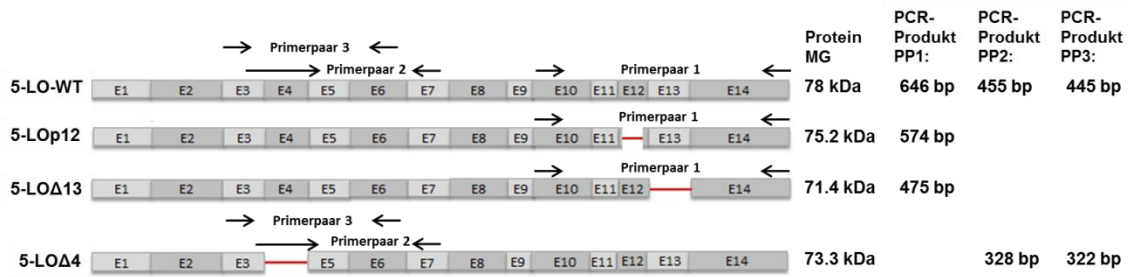 Protein MG PCR-Produkt PP1: PCR-Produkt PP2: PCR-Produkt PP3:
Primerpaar 3
Primerpaar 2 Primerpaar 1
5-LO-WT E1 E2 E3 E4 E5 E6 E7 E8 E9 E10 E11 E12 E13 E14 78 kDa 646 bp 455 bp 445 bp
Primerpaar 1
5-LOp12 E1 E2 E3 E4 E5 E6 E7 E8 E9 E10 E11 E13 E14 75.2 kDa 574 bp
Primerpaar 1
5-LOΔ13 E1 E2 E3 E4 E5 E6 E7 E8 E9 E10 E11 E12 E14 71.4 kDa 475 bp
Primerpaar 3
Primerpaar 2
5-LOΔ4 E1 E2 E3 E5 E6 E7 E8 E9 E10 E11 E12 E13 E14 73.3 kDa 328 bp 322 bp